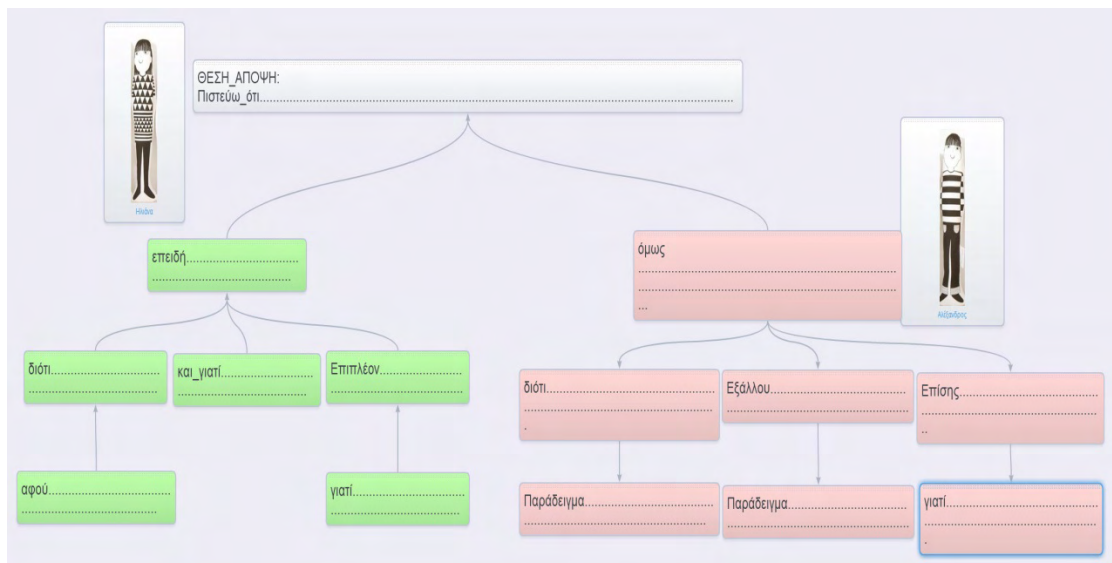 ΘΕΣΗ_ΑΠΟΨΗ:
Πιστεύω_ότι..............................................................................................................................................
Ηλιάνα
επειδή..................................
..........................................
όμως
..............................................................................
..............................................................................
...
Αλέξανδρος
διότι.................................
.......................................
και_γιατί............................
.......................................
Επιπλέον.........................
........................................
διότι.........................................
.........................................................
.
Εξάλλου.........................................
.......................................................
Επίσης..........................................
.....................................................
..
αφού.....................................
.........................................
γιατί..................................
.......................................
Παράδειγμα.......................................
.......................................................
Παράδειγμα....................................
.......................................................
γιατί............................................
.....................................................
.